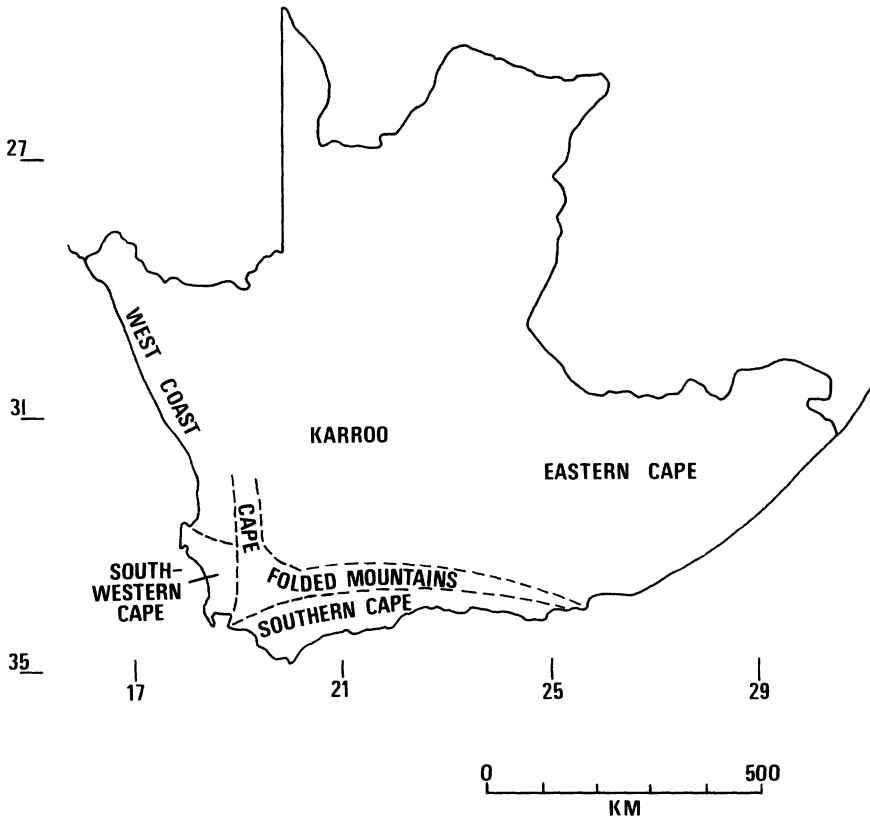 27
WEST COAST
31
KARROO
EASTERN CAPE
CAPE
FOLDED MOUNTAINS
SOUTH-
WESTERN
CAPE
SOUTHERN CAPE
35
17
21
25
29
0
500
KM